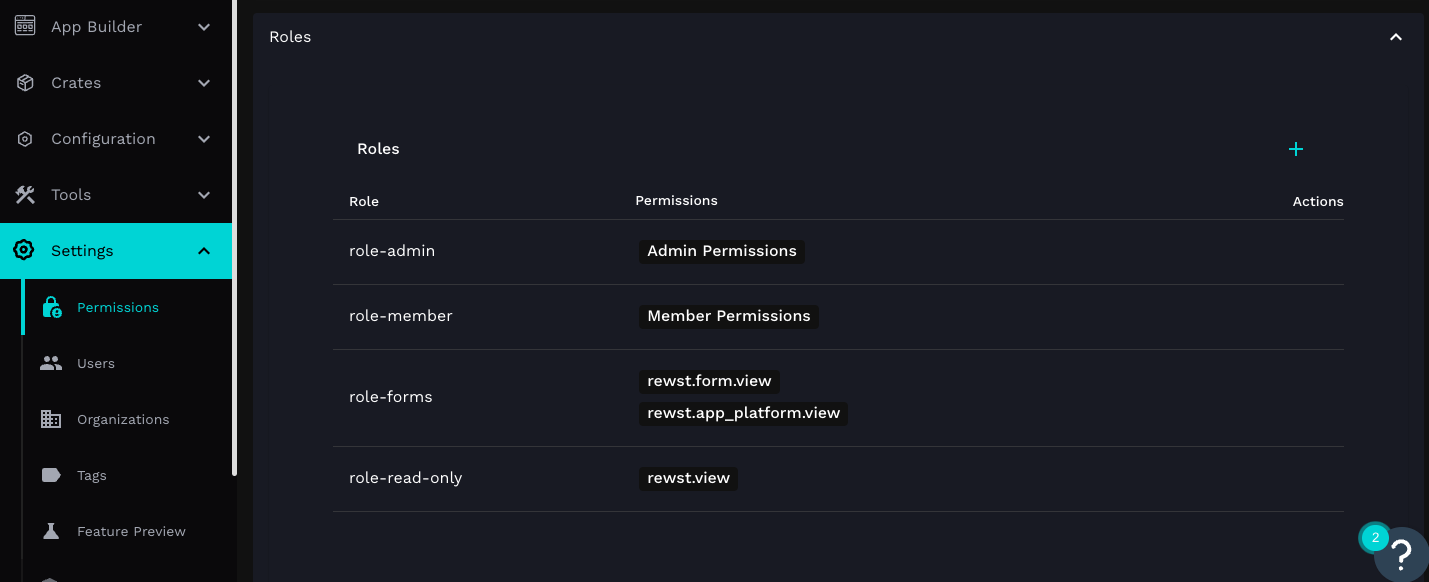 App Builder
Crates
Configuration
Tools
Settings
Permissions
Users
Organizations
Tags
Feature Preview
Roles
Roles
Role Permissions Actions
role-admin Admin Permissions
role-member Member Permissions
role-forms rewst.form.view
rewst.app_platform.view
role-read-only rewst.view
2
?